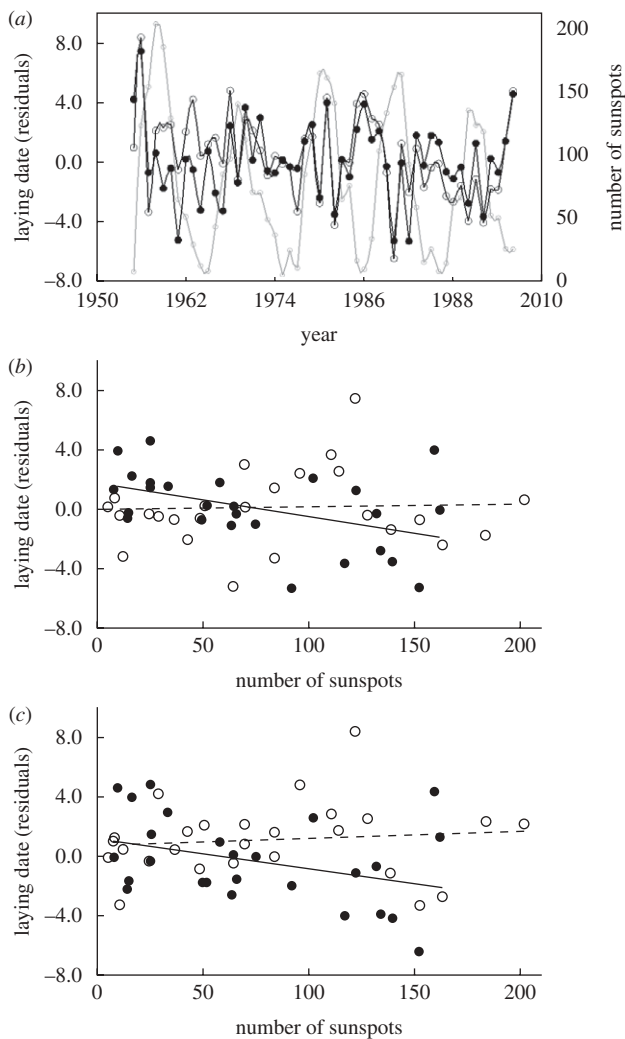 (a)
8.0
4.0
0.0
–4.0
–8.0
laying date (residuals)
200
150
100
50
0
number of sunspots
1950 1962 1974 1986 1988 2010
year
(b)
8.0
4.0
0.0
–4.0
–8.0
laying date (residuals)
0 50 100 150 200
number of sunspots
(c)
8.0
4.0
0.0
–4.0
–8.0
laying date (residuals)
0 50 100 150 200
number of sunspots